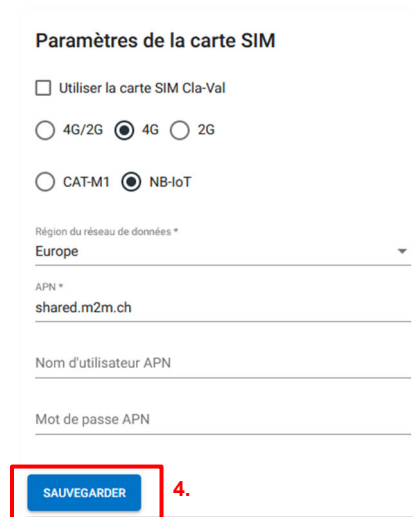 Paramètres de la carte SIM
Utiliser la carte SIM Cla-Val
4G/2G 4G 2G
CAT-M1 NB-IoT
Région du réseau de données *
Europe
APN *
shared.m2m.ch
Nom d'utilisateur APN
Mot de passe APN
SAUVEGARDER 4.